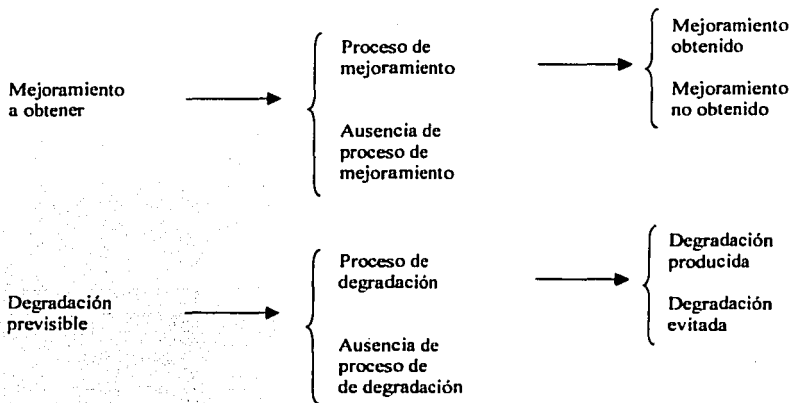 Mejoramiento
a obtener
Proceso de
mejoramiento
Ausencia de
proceso de
mejoramiento
Mejoramiento
obtenido
Mejoramiento
no obtenido
Degradación
previsible
Proceso de
degradación
Ausencia de
proceso de
de degradación
Degradación
producida
Degradación
evitada